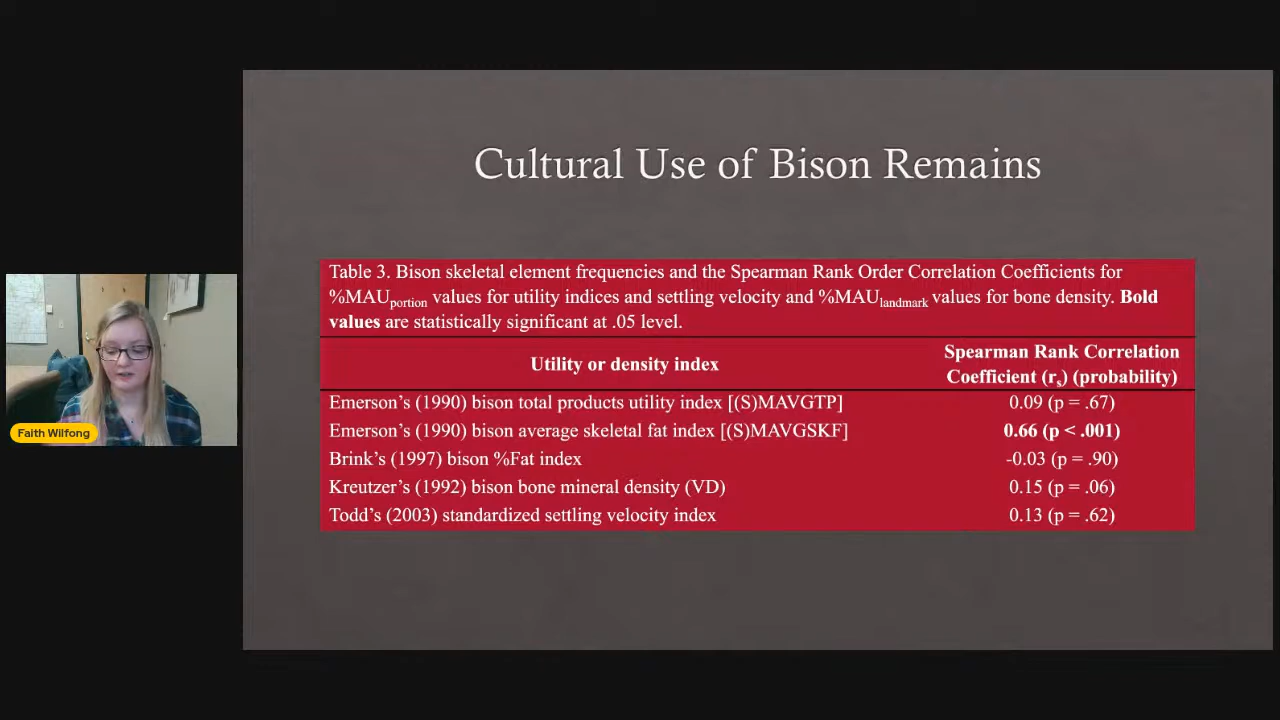 Cultural Use of Bison Remains
Table 3. Bison skeletal element frequencies and the Spearman Rank Order Correlation Coefficients for
%MAUportion values for utility indices and settling velocity and %MAUlandmark values for bone density. Bold
values are statistically significant at .05 level.
Utility or density index
Spearman Rank Correlation
Coefficient (rs) (probability)
Emerson's (1990) bison total products utility index [(S)MAVGTP] 0.09 (p = .67)
Emerson's (1990) bison average skeletal fat index [(S)MAVGSKF] 0.66 (p < .001)
Brink's (1997) bison %Fat index -0.03 (p = .90)
Kreutzer's (1992) bison bone mineral density (VD) 0.15 (p = .06)
Todd's (2003) standardized settling velocity index 0.13 (p = .62)
Faith Wilfong